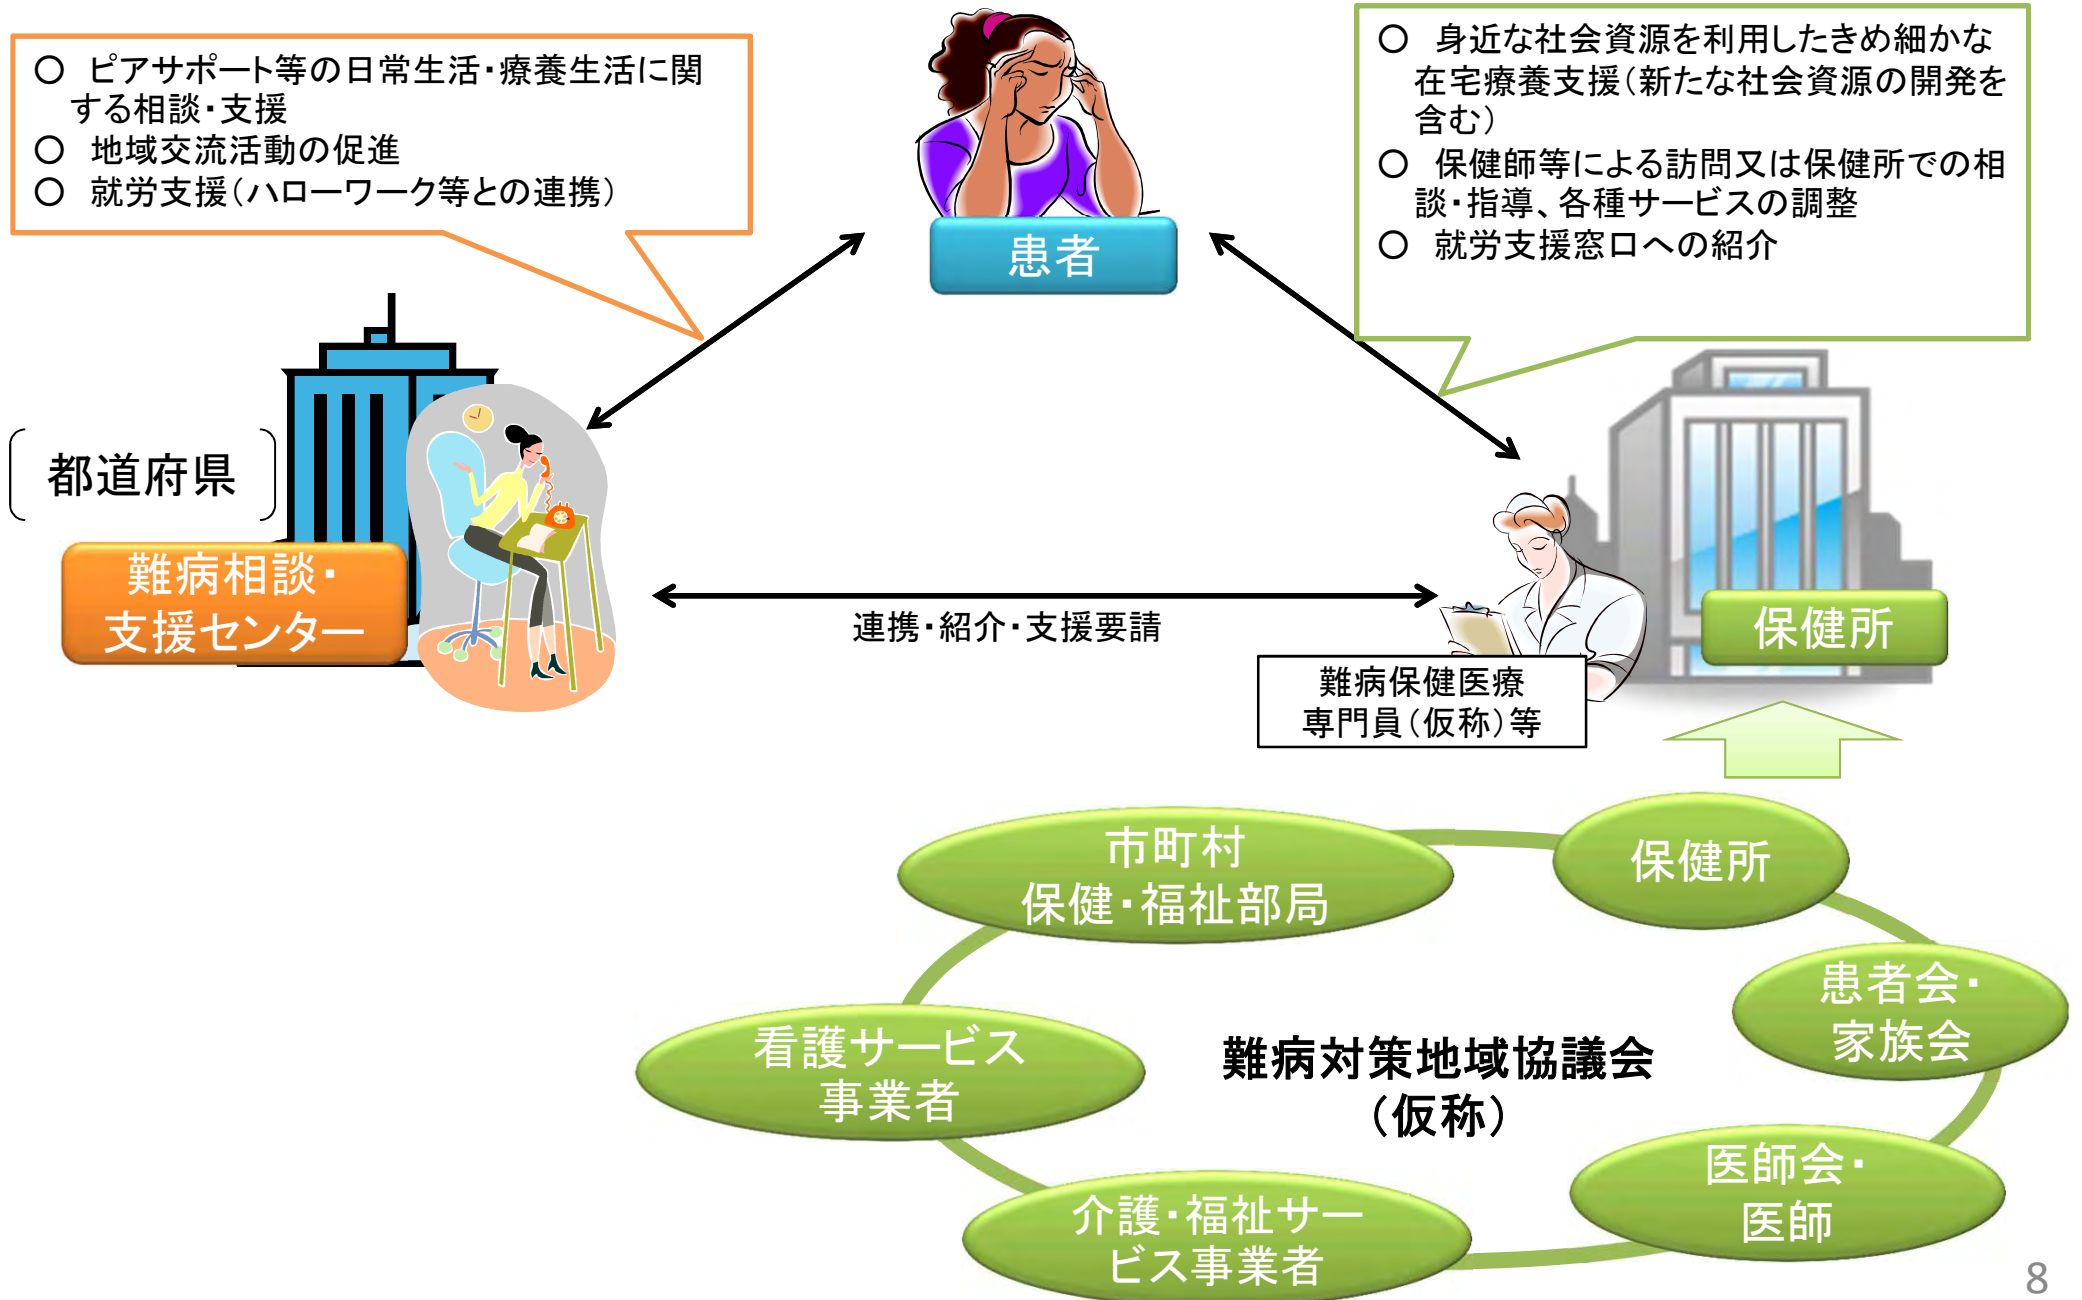 ○ ピアサポート等の日常生活・療養生活に関
する相談・支援
○ 地域交流活動の促進
○ 就労支援（ハローワーク等との連携）
患者
○ 身近な社会資源を利用したきめ細かな
在宅療養支援（新たな社会資源の開発を
含む）
○ 保健師等による訪問又は保健所での相
談・指導、各種サービスの調整
○ 就労支援窓口への紹介
都道府県
難病相談・
支援センター
連携・紹介・支援要請
難病保健医療
専門員（仮称）等
保健所
市町村
保健・福祉部局
保健所
患者会・
家族会
看護サービス
事業者
難病対策地域協議会
（仮称）
医師会・
医師
介護・福祉サー
ビス事業者
8